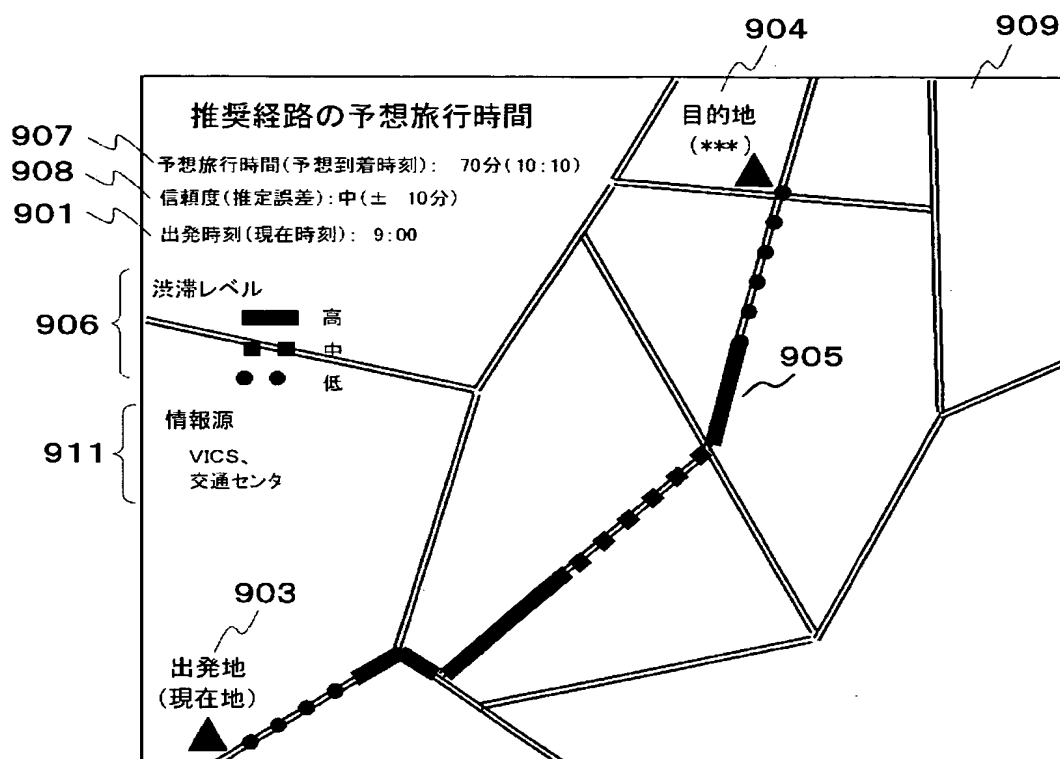 904
909
推奨経路の予想旅行時間
目的地
(***)
907
予想旅行時間(予想到着時刻): 70分(10:10)
908
信頼度(推定誤差):中(± 10分)
901
出発時刻(現在時刻): 9:00
906
渋滞レベル
高
中
低
905
911
情報源
VICS、
交通センタ
903
出発地
(現在地)